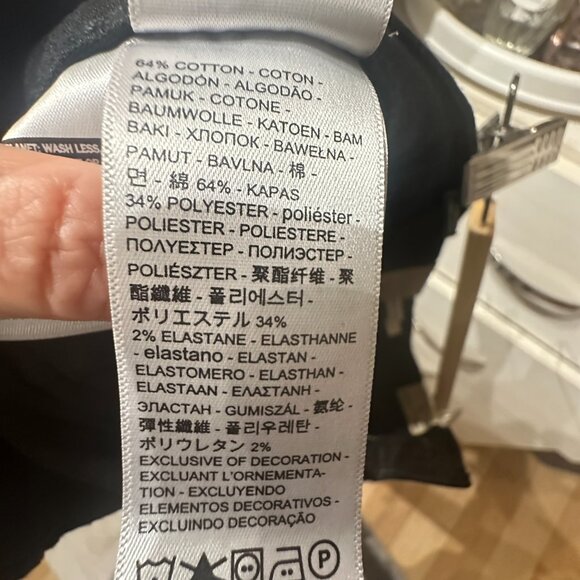 64% COTTON - COTON -
ALGODÓN - ALGODÃO -
PAMUK - COTONE -
BAUMWOLLE - KATOEN - BAM
BAKI - ХЛОПОК - BAWEŁNA -
PAMUT - BAVLNA - 棉 -
면 - 綿 64% - KAPAS
34% POLYESTER - poliéster -
POLIESTER - POLIESTERE -
ΠΟΛΥΕΣΤΕΡ - ПОЛИЭСТЕР -
POLIÉSZTER - 聚酯纤维 - 聚
酯纖維 - 폴리에스터 -
ポリエステル 34%
2% ELASTANE - ELASTHANNE
- elastano - ELASTAN -
ELASTOMERO - ELASTHAN -
ELASTAAN - ΕΛΑΣΤΑΝΗ -
ЭЛАСТАН - GUMISZÁL - 氨纶 -
彈性纖維 - 폴리우레탄 -
ポリウレタン 2%
EXCLUSIVE OF DECORATION -
EXCLUANT L'ORNEMENTA-
TION - EXCLUYENDO
ELEMENTOS DECORATIVOS -
EXCLUINDO DECORAÇÃO
P
PLANET: WASH LESS,